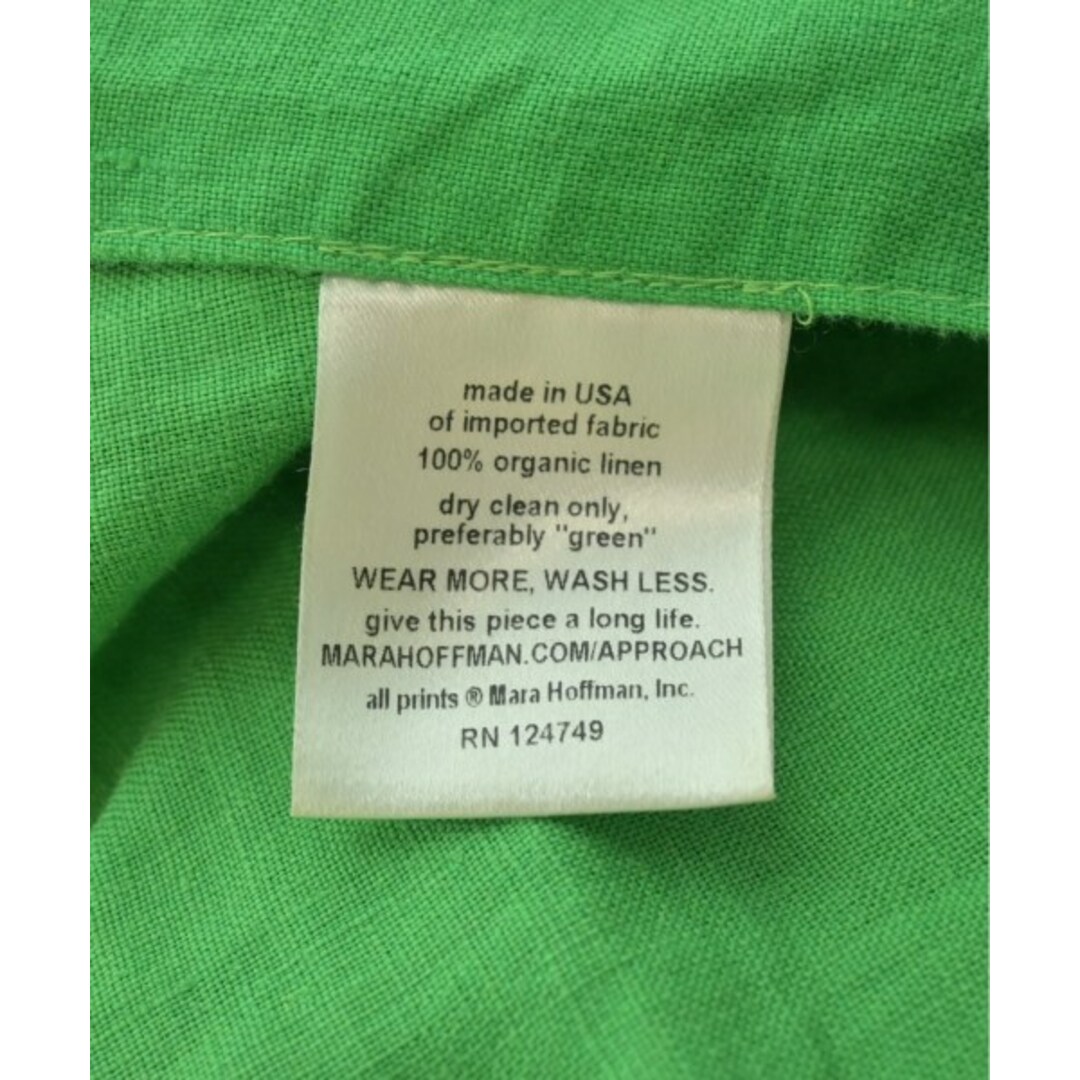 made in USA
of imported fabric
100% organic linen
dry clean only,
preferably "green"
WEAR MORE, WASH LESS.
give this piece a long life.
MARAHOFFMAN.COM/APPROACH
all prints ® Mara Hoffman, Inc.
RN 124749